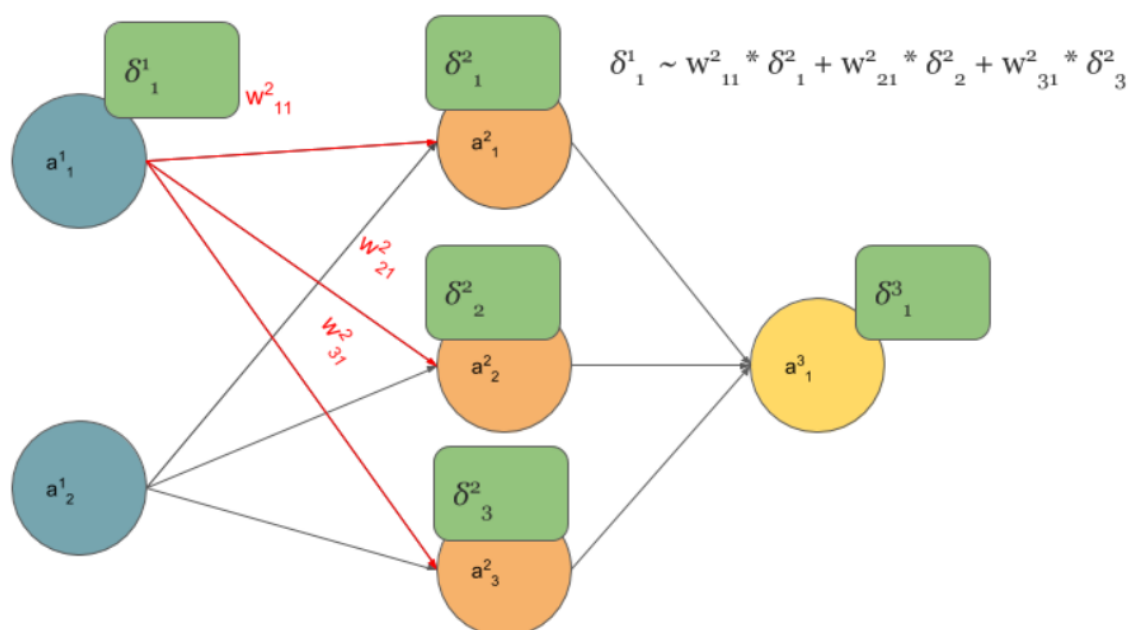 δ¹₁
w²₁₁
δ²₁
δ¹₁ ~ w²₁₁ * δ²₁ + w²₂₁ * δ²₂ + w²₃₁ * δ²₃
a¹₁
a²₁
w²₂₁
δ²₂
δ³₁
w²₃₁
a²₂
a³₁
a¹₂
δ²₃
a²₃